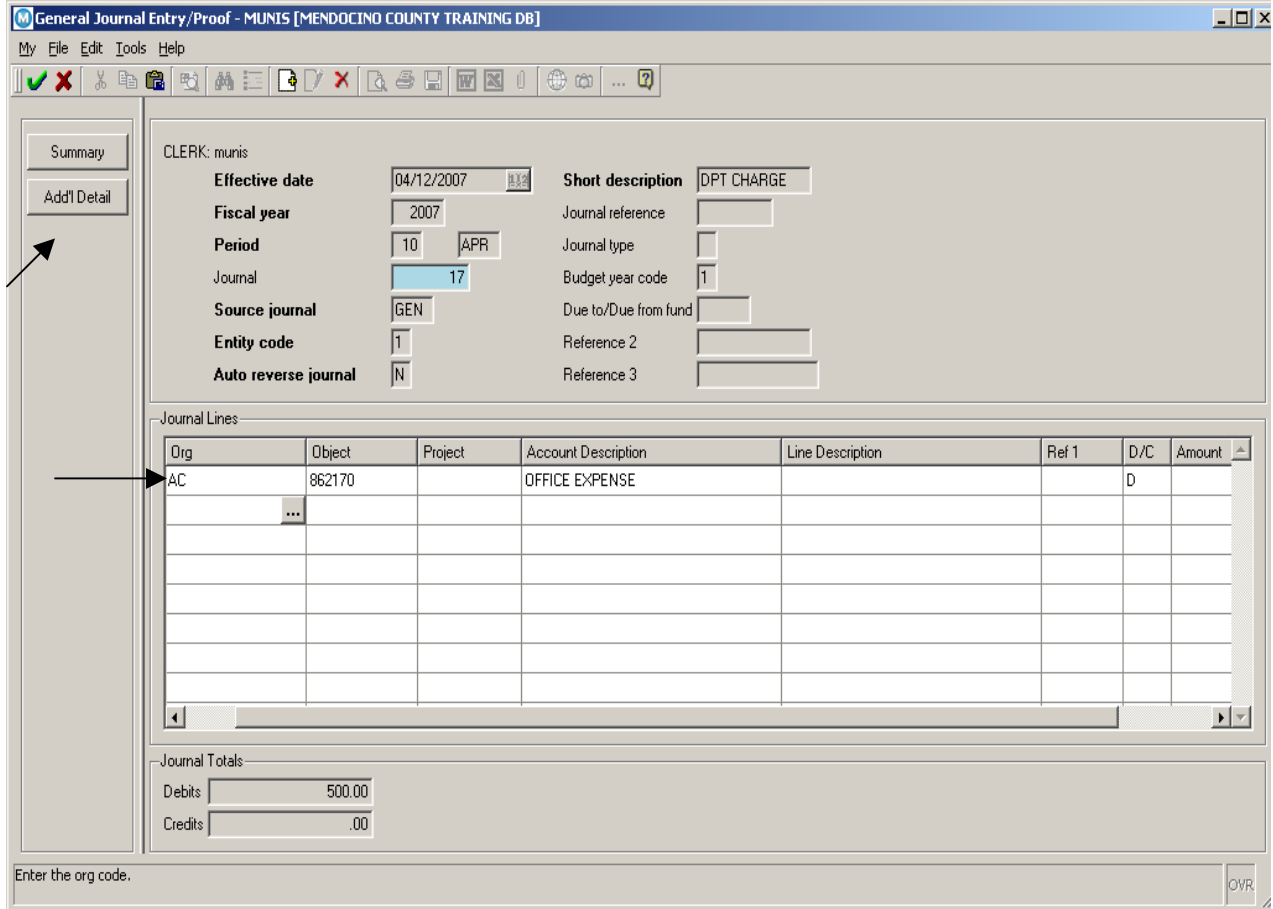 General Journal Entry/Proof - MUNIS [MENDOCINO COUNTY TRAINING DB]
My File Edit Tools Help
Summary
Add'l Detail
CLERK: munis
Effective date 04/12/2007 Short description DPT CHARGE
Fiscal year 2007 Journal reference
Period 10 APR Journal type
Journal 17 Budget year code 1
Source journal GEN Due to/Due from fund
Entity code 1 Reference 2
Auto reverse journal N Reference 3
Journal Lines
Org Object Project Account Description Line Description Ref 1 D/C Amount
AC 862170 OFFICE EXPENSE D
...
Journal Totals
Debits 500.00
Credits .00
Enter the org code.
OVR